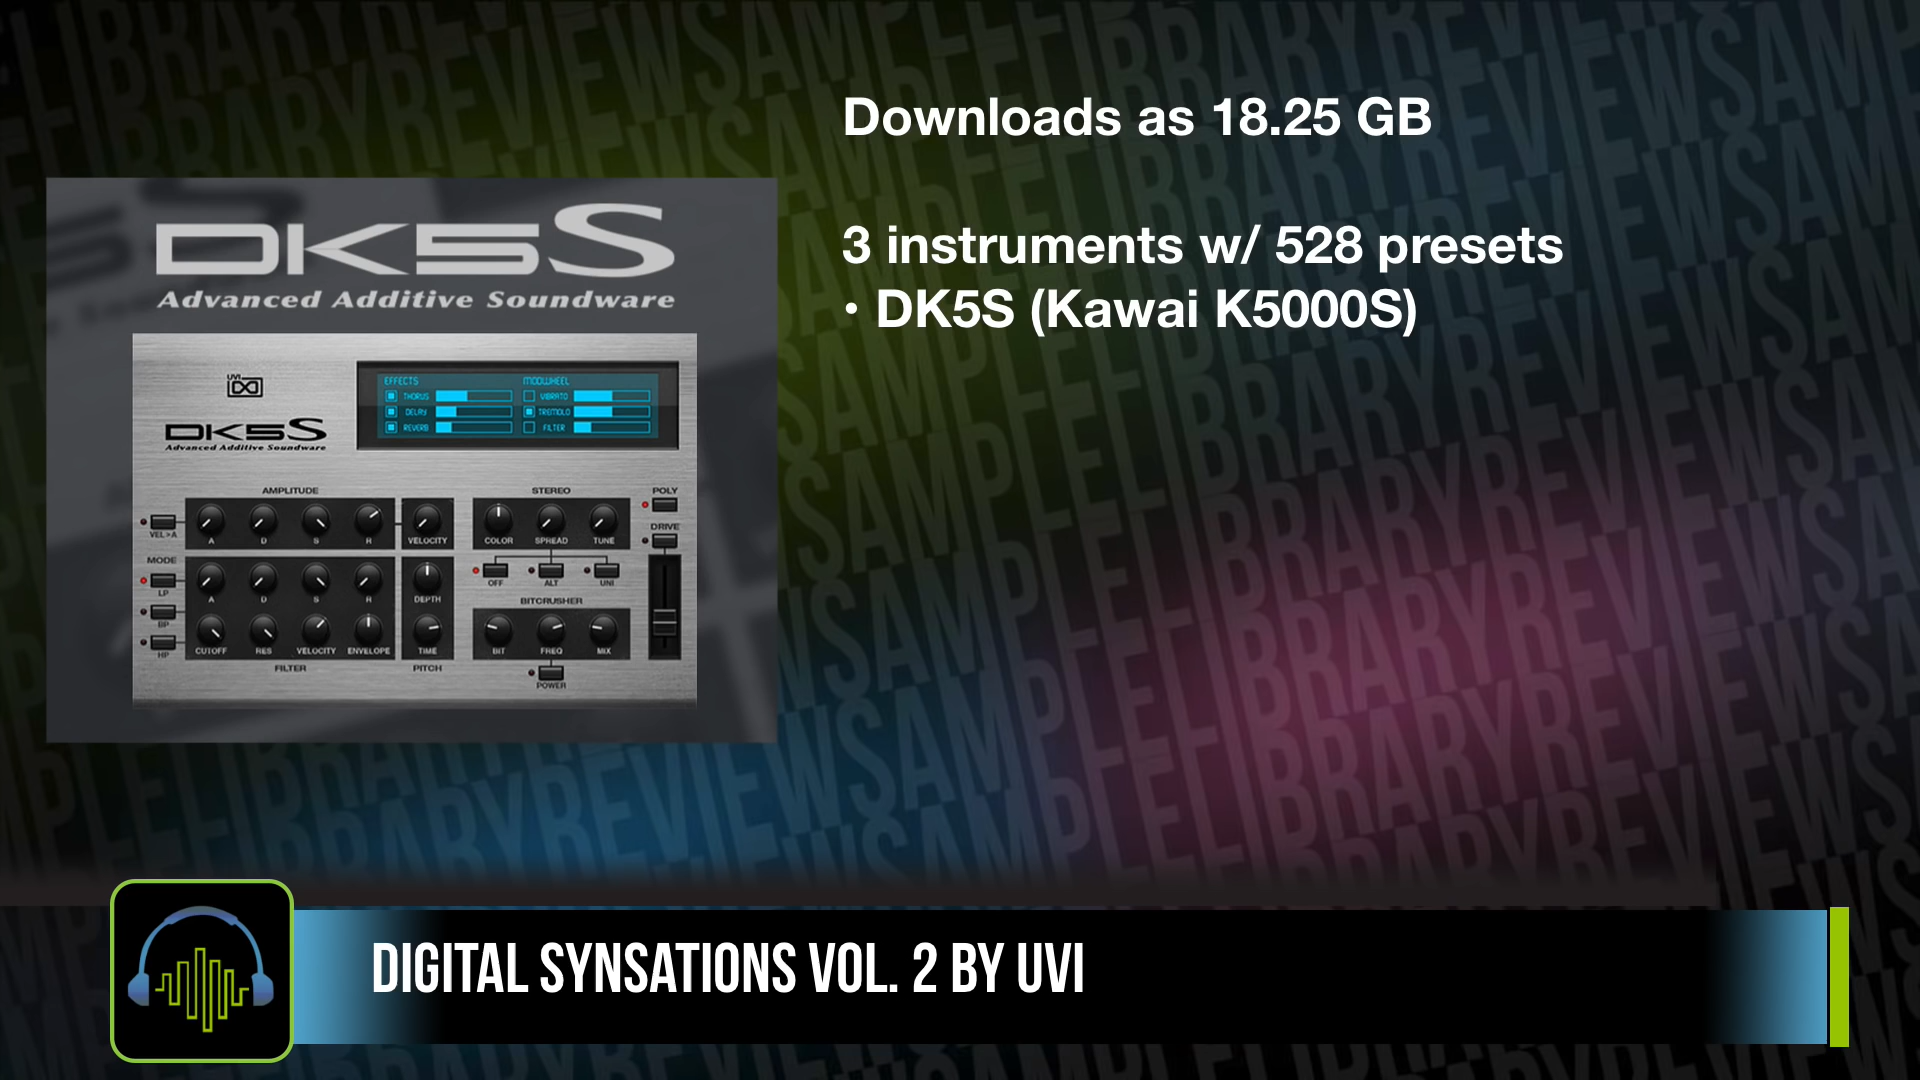 Downloads as 18.25 GB
3 instruments w/ 528 presets
• DK5S (Kawai K5000S)
DK5S
Advanced Additive Soundware
UVI
DK5S
Advanced Additive Soundware
EFFECTS
MODWHEEL
THORUS
VIBRATO
DELAY
TREMOLO
REVERB
FILTER
AMPLITUDE
STEREO
POLY
VEL>A
A D S R VELOCITY
COLOR SPREAD TUNE
DRIVE
MODE
LP
BP
HP
A D S R DEPTH
OFF ALT UNI
BITCRUSHER
CUTOFF RES VELOCITY ENVELOPE TIME
BIT FREQ MIX
FILTER
PITCH
POWER
DIGITAL SYNSATIONS VOL. 2 BY UVI
SAMPLELIBRARYREVIEW